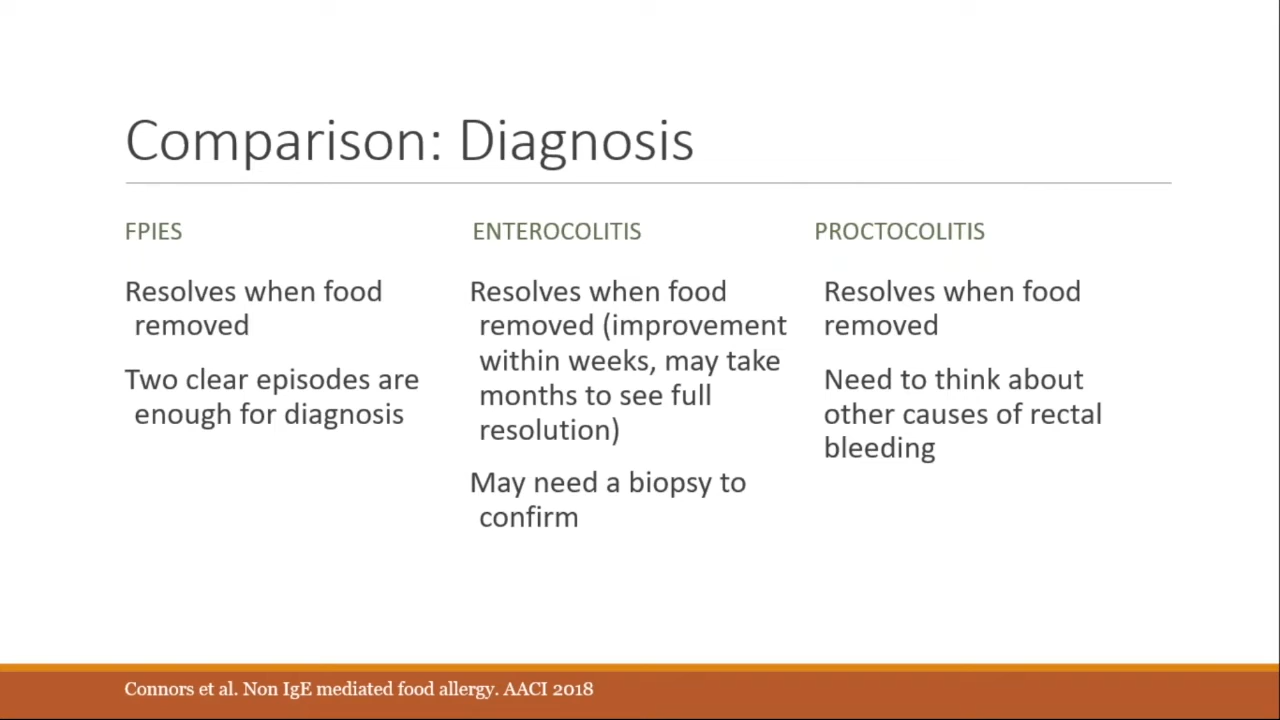 Comparison: Diagnosis
FPIES
Resolves when food
removed
Two clear episodes are
enough for diagnosis
ENTEROCOLITIS
Resolves when food
removed (improvement
within weeks, may take
months to see full
resolution)
May need a biopsy to
confirm
PROCTOCOLITIS
Resolves when food
removed
Need to think about
other causes of rectal
bleeding
Connors et al. Non IgE mediated food allergy. AACI 2018